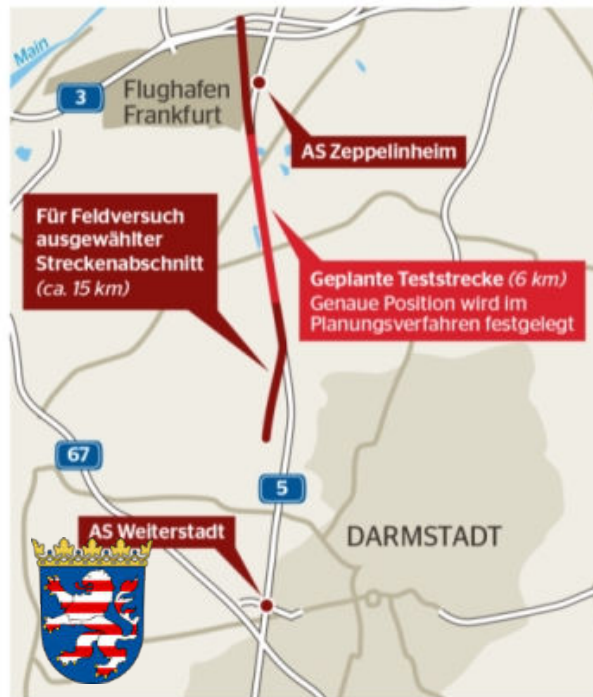 Main
3
Flughafen
Frankfurt
AS Zeppelinheim
Für Feldversuch
ausgewählter
Streckenabschnitt
(ca. 15 km)
Geplante Teststrecke (6 km)
Genaue Position wird im
Planungsverfahren festgelegt
67
5
AS Weiterstadt
DARMSTADT